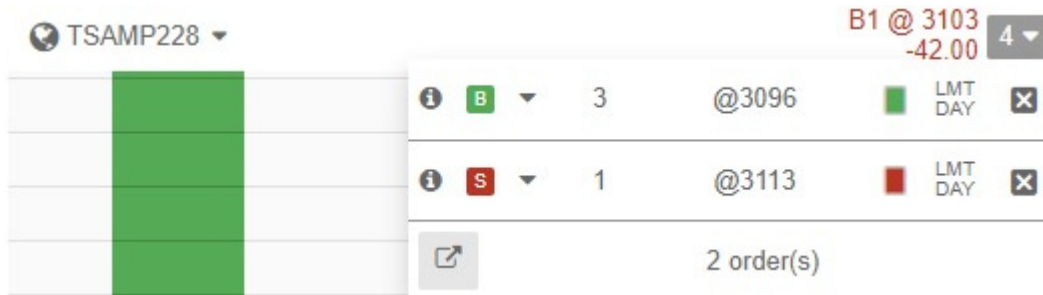 TSAMP228
B1 @ 3103
-42.00
4
B 3 @3096 LMT DAY
S 1 @3113 LMT DAY
2 order(s)